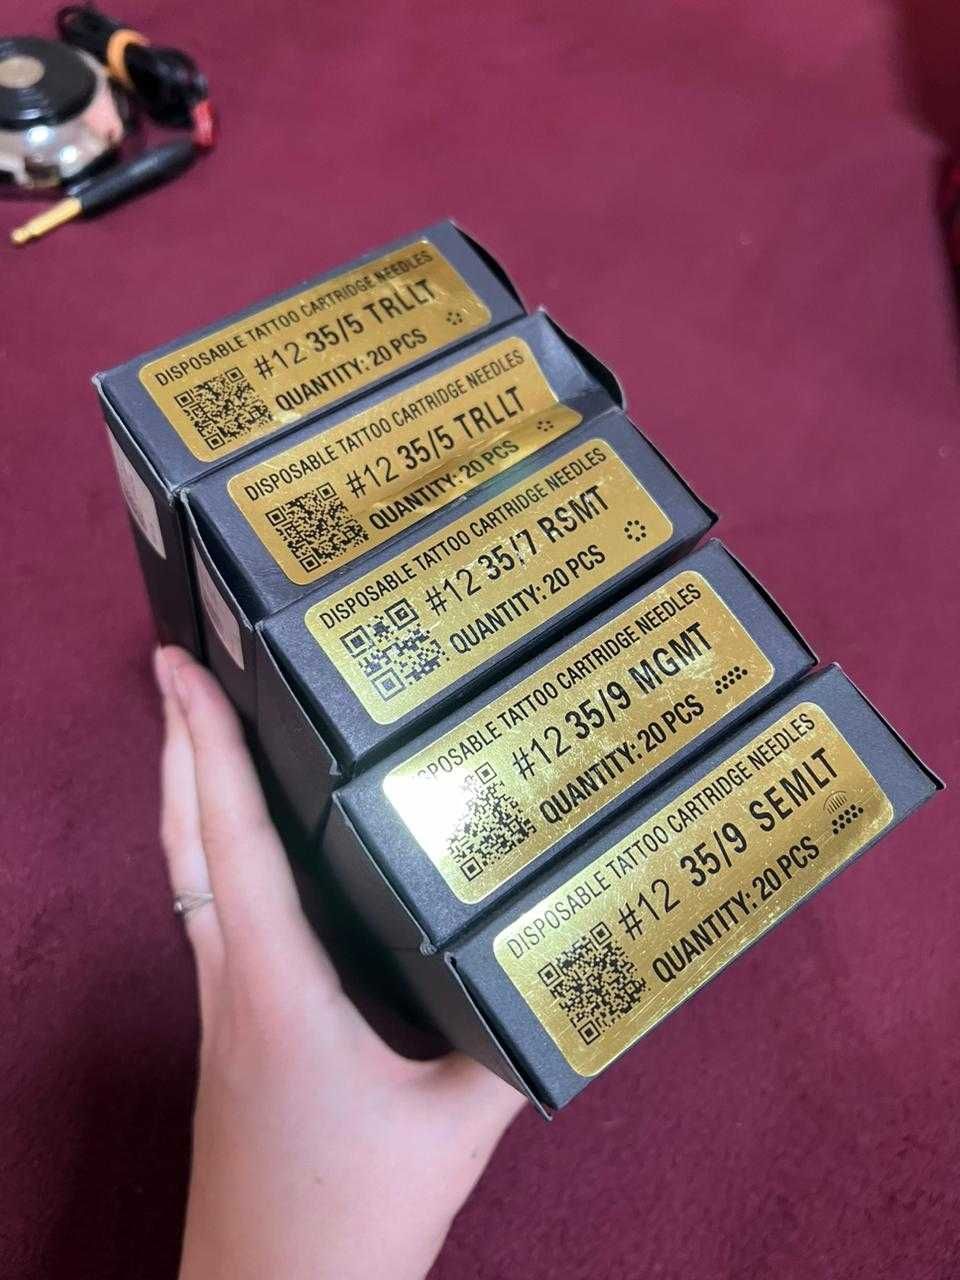 DISPOSABLE TATTOO CARTRIDGE NEEDLES
#12 35/5 TRLLT
QUANTITY: 20 PCS
DISPOSABLE TATTOO CARTRIDGE NEEDLES
#12 35/5 TRLLT
QUANTITY: 20 PCS
DISPOSABLE TATTOO CARTRIDGE NEEDLES
#12 35/7 RSMT
QUANTITY: 20 PCS
DISPOSABLE TATTOO CARTRIDGE NEEDLES
#12 35/9 MGMT
QUANTITY: 20 PCS
DISPOSABLE TATTOO CARTRIDGE NEEDLES
#12 35/9 SEMLT
QUANTITY: 20 PCS